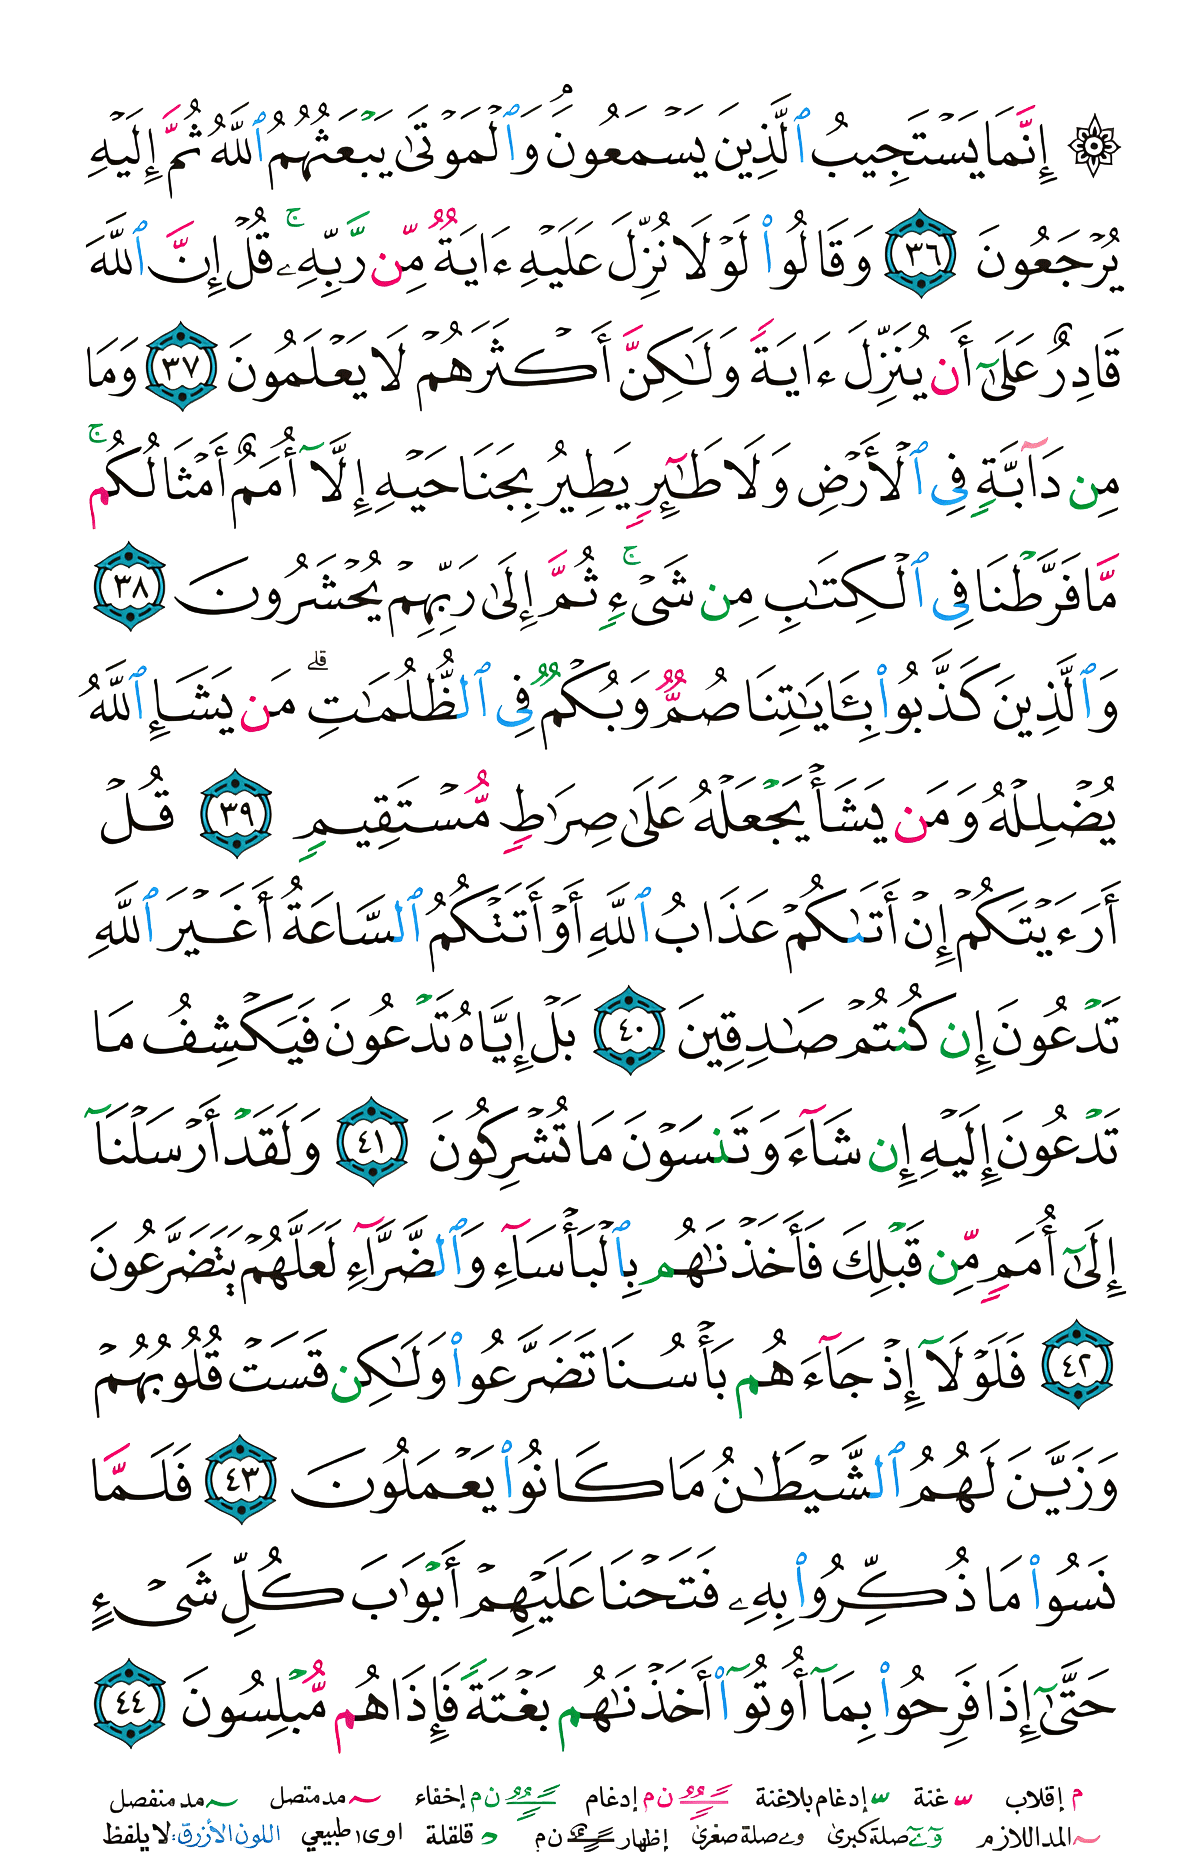 ۞ إِنَّمَا يَسْتَجِيبُ ٱلَّذِينَ يَسْمَعُونَۘ وَٱلْمَوْتَىٰ يَبْعَثُهُمُ ٱللَّهُ ثُمَّ إِلَيْهِ
يُرْجَعُونَ ٣٦ وَقَالُوا۟ لَوْلَا نُزِّلَ عَلَيْهِ ءَايَةٌ مِّن رَّبِّهِۦۚ قُلْ إِنَّ ٱللَّهَ
قَادِرٌ عَلَىٰٓ أَن يُنَزِّلَ ءَايَةً وَلَـٰكِنَّ أَكْثَرَهُمْ لَا يَعْلَمُونَ ٣٧ وَمَا
مِن دَآبَّةٍ فِى ٱلْأَرْضِ وَلَا طَـٰٓئِرٍ يَطِيرُ بِجَنَاحَيْهِ إِلَّآ أُمَمٌ أَمْثَالُكُمۚ
مَّا فَرَّطْنَا فِى ٱلْكِتَـٰبِ مِن شَىْءٍۚ ثُمَّ إِلَىٰ رَبِّهِمْ يُحْشَرُونَ ٣٨
وَٱلَّذِينَ كَذَّبُوا۟ بِـَٔايَـٰتِنَا صُمٌّ وَبُكْمٌ فِى ٱلظُّلُمَـٰتِۗ مَن يَشَإِ ٱللَّهُ
يُضْلِلْهُ وَمَن يَشَأْ يَجْعَلْهُ عَلَىٰ صِرَٰطٍ مُّسْتَقِيمٍ ٣٩ قُلْ
أَرَءَيْتَكُمْ إِنْ أَتَىٰكُمْ عَذَابُ ٱللَّهِ أَوْ أَتَتْكُمُ ٱلسَّاعَةُ أَغَيْرَ ٱللَّهِ
تَدْعُونَ إِن كُنتُمْ صَـٰدِقِينَ ٤٠ بَلْ إِيَّاهُ تَدْعُونَ فَيَكْشِفُ مَا
تَدْعُونَ إِلَيْهِ إِن شَآءَ وَتَنسَوْنَ مَا تُشْرِكُونَ ٤١ وَلَقَدْ أَرْسَلْنَآ
إِلَىٰٓ أُمَمٍ مِّن قَبْلِكَ فَأَخَذْنَـٰهُم بِٱلْبَأْسَآءِ وَٱلضَّرَّآءِ لَعَلَّهُمْ يَتَضَرَّعُونَ
٤٢ فَلَوْلَآ إِذْ جَآءَهُم بَأْسُنَا تَضَرَّعُوا۟ وَلَـٰكِن قَسَتْ قُلُوبُهُمْ
وَزَيَّنَ لَهُمُ ٱلشَّيْطَـٰنُ مَا كَانُوا۟ يَعْمَلُونَ ٤٣ فَلَمَّا
نَسُوا۟ مَا ذُكِّرُوا۟ بِهِۦ فَتَحْنَا عَلَيْهِمْ أَبْوَٰبَ كُلِّ شَىْءٍ
حَتَّىٰٓ إِذَا فَرِحُوا۟ بِمَآ أُوتُوٓا۟ أَخَذْنَـٰهُم بَغْتَةً فَإِذَا هُم مُّبْلِسُونَ ٤٤
م إقلاب غنة إدغام بلاغنة ن م إدغام ن م إخفاء مد متصل مد منفصل
المد اللازم صلة كبرى صلة صغرى إظهار ن م قلقلة اوى طبيعي اللون الأزرق: لا يلفظ